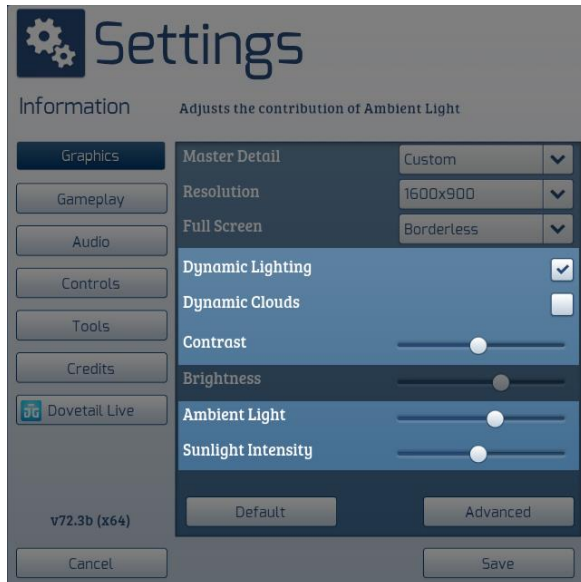 Settings
Information
Adjusts the contribution of Ambient Light
Graphics
Gameplay
Audio
Controls
Tools
Credits
Dovetail Live
v72.3b (x64)
Cancel
Master Detail
Custom
Resolution
1600x900
Full Screen
Borderless
Dynamic Lighting
Dynamic Clouds
Contrast
Brightness
Ambient Light
Sunlight Intensity
Default
Advanced
Save